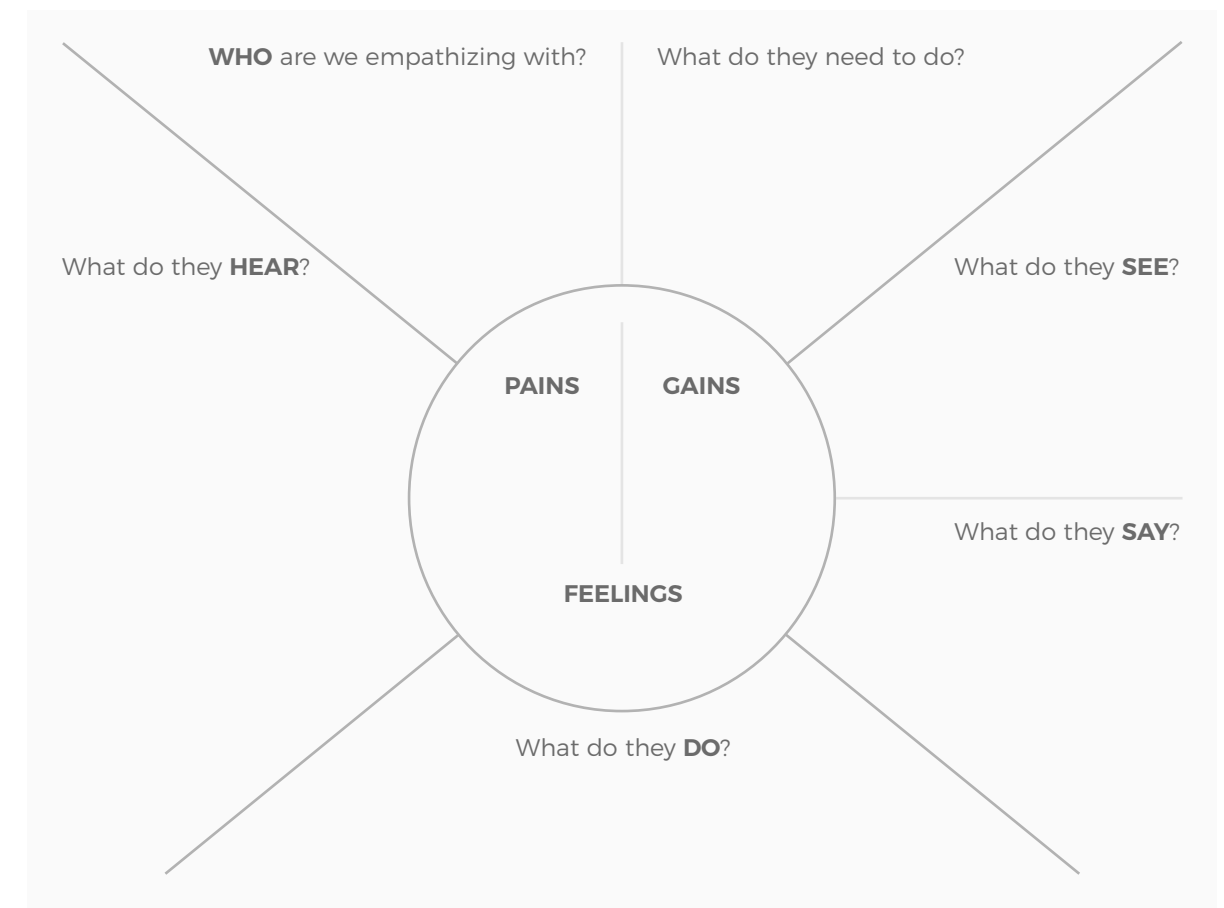 WHO are we empathizing with?
What do they need to do?
What do they HEAR?
What do they SEE?
PAINS
GAINS
What do they SAY?
FEELINGS
What do they DO?